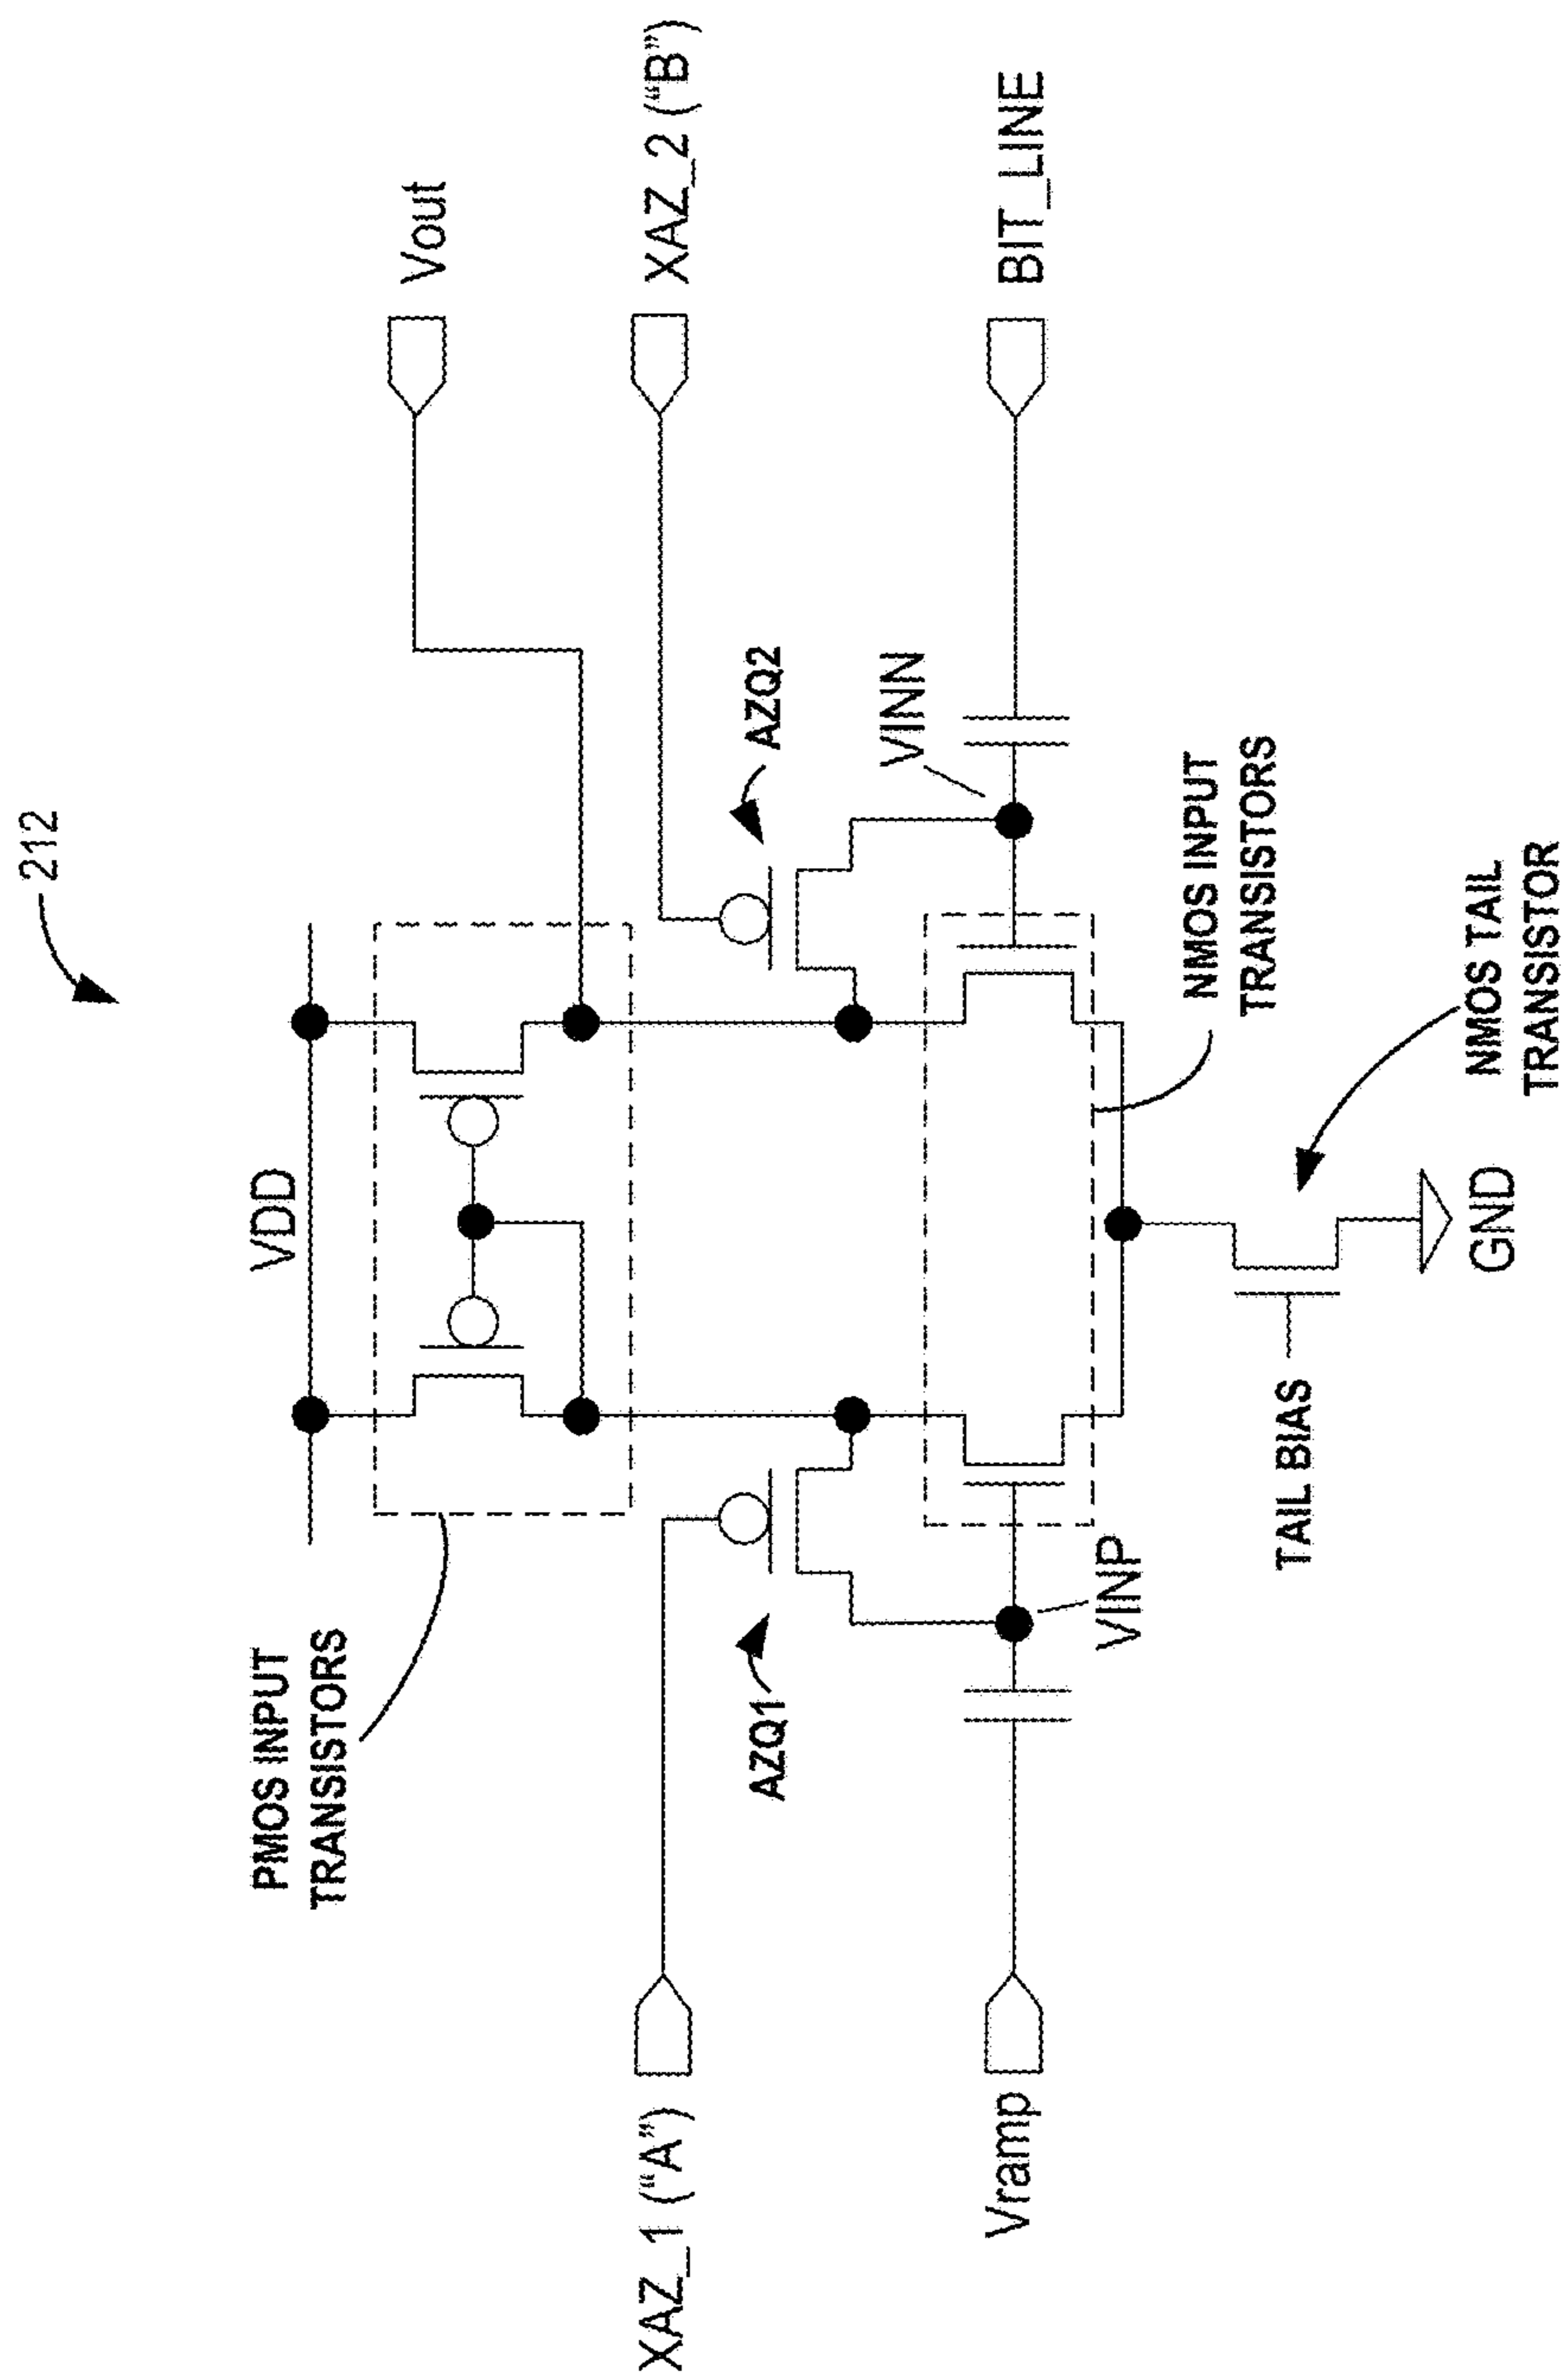 212
VDD
Vout
PMOS INPUT
TRANSISTORS
XAZ_1 ("A")
XAZ_2 ("B")
AZQ1
AZQ2
VINN
Vramp
BIT_LINE
VINP
NMOS INPUT
TRANSISTORS
TAIL BIAS
NMOS TAIL
TRANSISTOR
GND